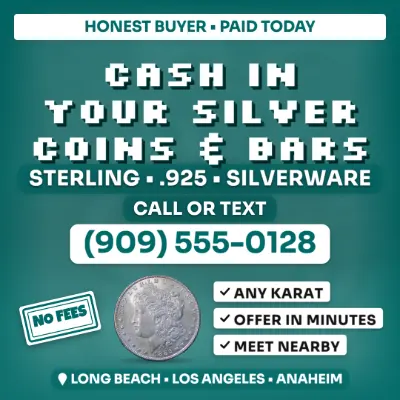 HONEST BUYER • PAID TODAY
CASH IN
YOUR SILVER
COINS & BARS
STERLING • .925 • SILVERWARE
CALL OR TEXT
(909) 555-0128
NO FEES
✓ ANY KARAT
✓ OFFER IN MINUTES
✓ MEET NEARBY
LONG BEACH • LOS ANGELES • ANAHEIM